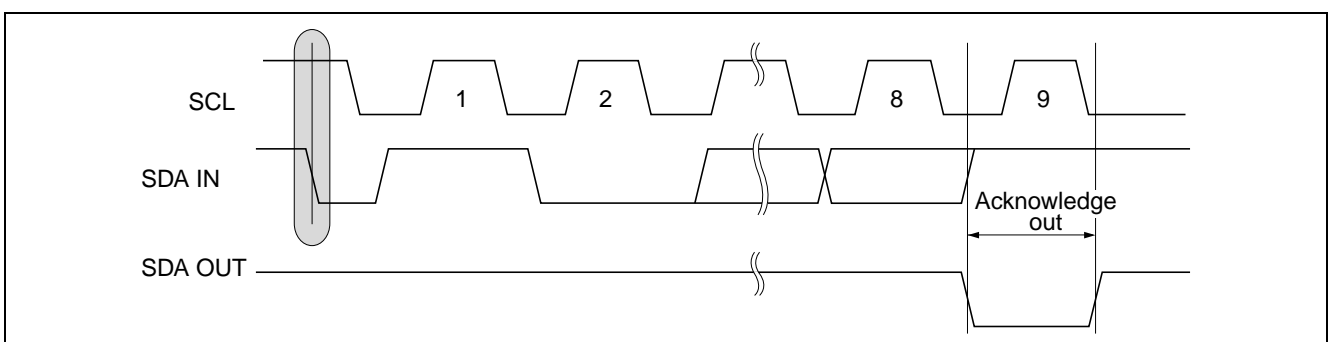 SCL
1
2
8
9
SDA IN
Acknowledge
out
SDA OUT